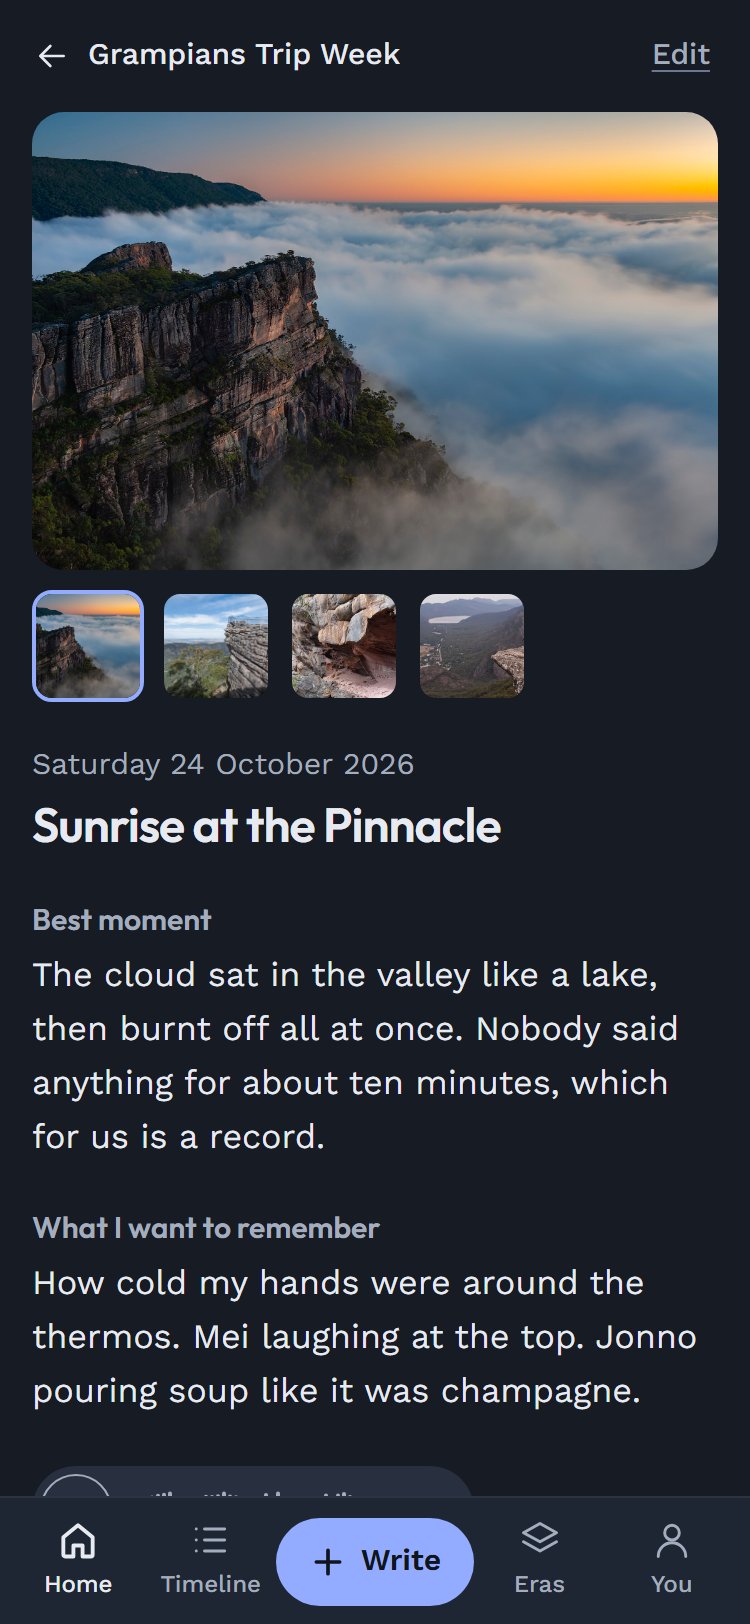 Grampians Trip Week
Edit
Saturday 24 October 2026
Sunrise at the Pinnacle
Best moment
The cloud sat in the valley like a lake,
then burnt off all at once. Nobody said
anything for about ten minutes, which
for us is a record.
What I want to remember
How cold my hands were around the
thermos. Mei laughing at the top. Jonno
pouring soup like it was champagne.
Home
Timeline
Write
Eras
You